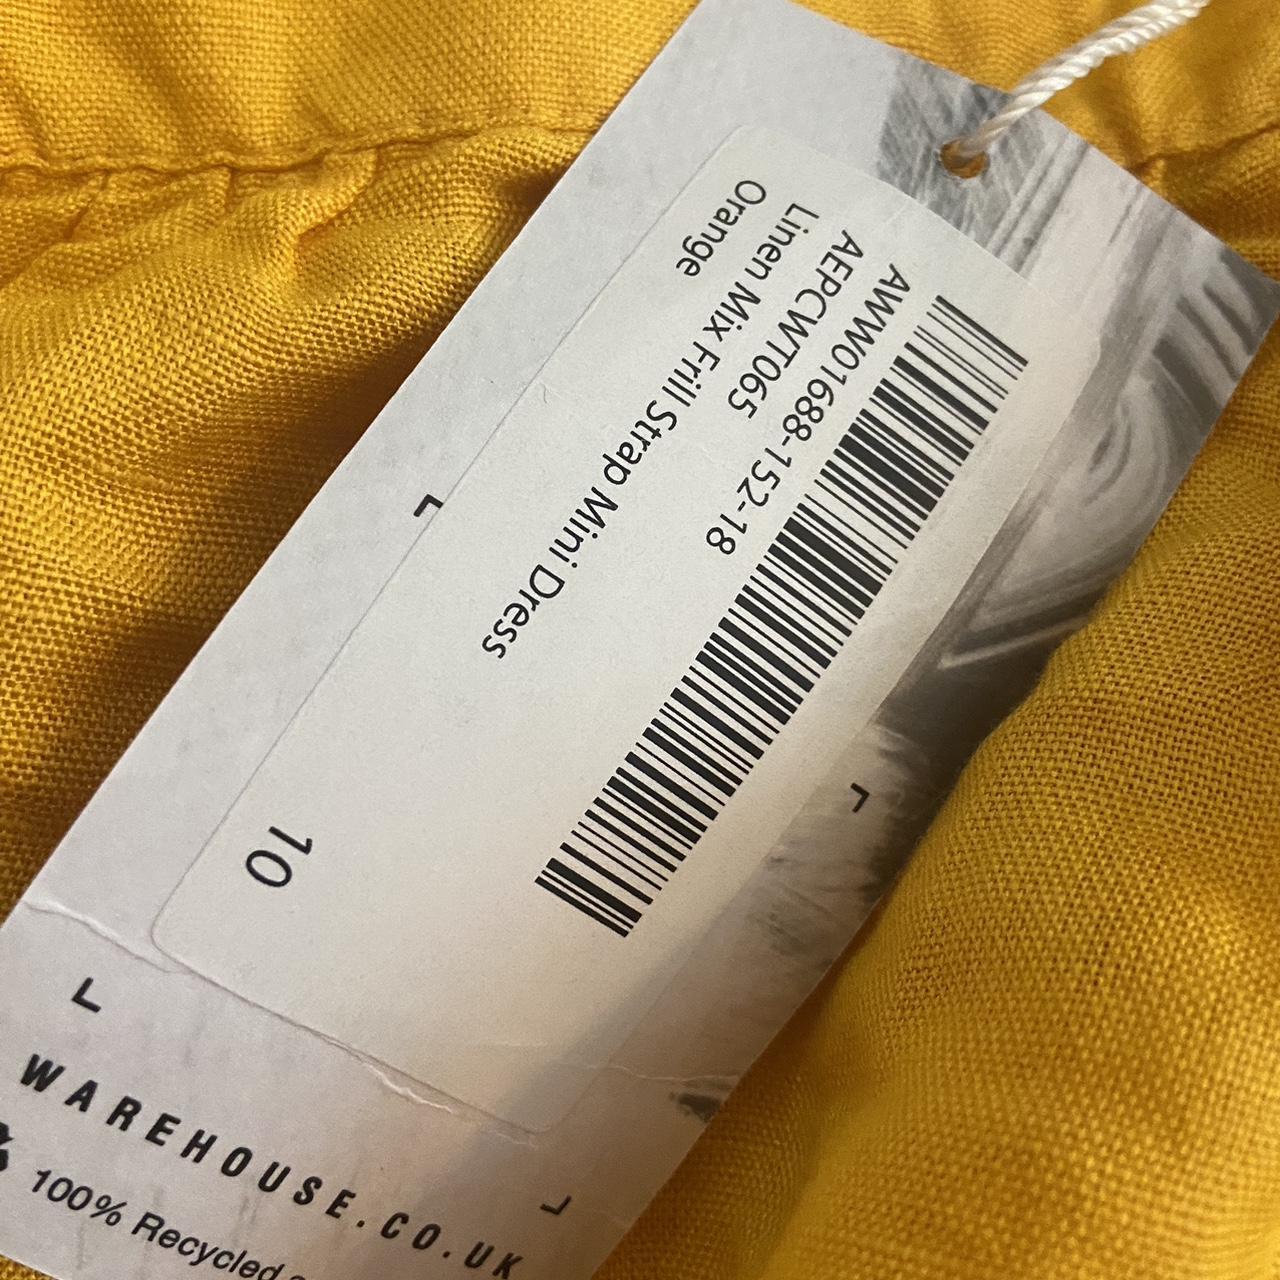 AWW01688-152-18
AEPCWT065
Linen Mix Frill Strap Mini Dress
Orange
10
WAREHOUSE.CO.UK
100% Recycled